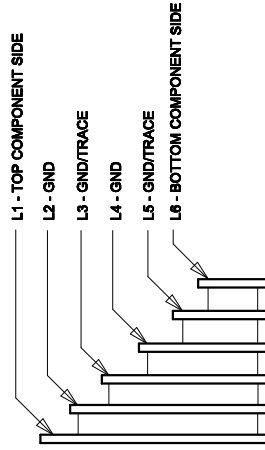 L1 - TOP COMPONENT SIDE
L2 - GND
L3 - GND/TRACE
L4 - GND
L5 - GND/TRACE
L6 - BOTTOM COMPONENT SIDE